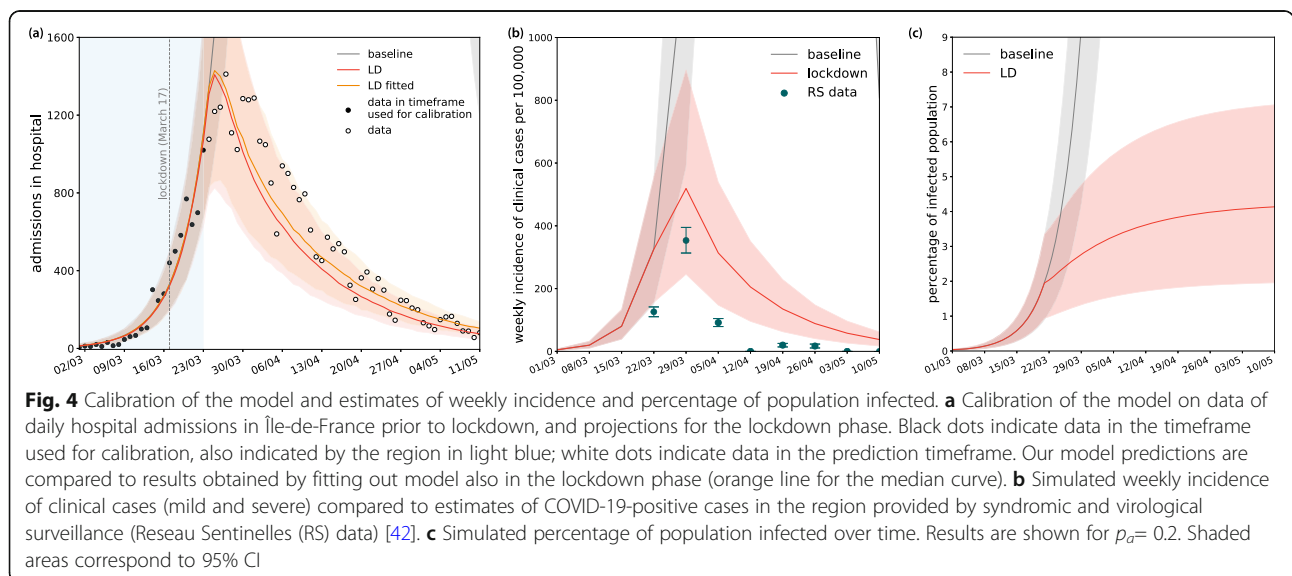 (a)
1600
1200
800
400
0
admissions in hospital
lockdown (March 17)
baseline
LD
LD fitted
data in timeframe
used for calibration
data
02/03
09/03
16/03
23/03
30/03
06/04
13/04
20/04
27/04
04/05
11/05
(b)
1000
800
600
400
200
0
weekly incidence of clinical cases per 100,000
baseline
lockdown
RS data
01/03
08/03
15/03
22/03
29/03
05/04
12/04
19/04
26/04
03/05
10/05
(c)
9
8
7
6
5
4
3
2
1
0
percentage of infected population
baseline
LD
01/03
08/03
15/03
22/03
29/03
05/04
12/04
19/04
26/04
03/05
10/05
Fig. 4 Calibration of the model and estimates of weekly incidence and percentage of population infected. a Calibration of the model on data of
daily hospital admissions in Île-de-France prior to lockdown, and projections for the lockdown phase. Black dots indicate data in the timeframe
used for calibration, also indicated by the region in light blue; white dots indicate data in the prediction timeframe. Our model predictions are
compared to results obtained by fitting out model also in the lockdown phase (orange line for the median curve). b Simulated weekly incidence
of clinical cases (mild and severe) compared to estimates of COVID-19-positive cases in the region provided by syndromic and virological
surveillance (Reseau Sentinelles (RS) data) [42]. c Simulated percentage of population infected over time. Results are shown for pa= 0.2. Shaded
areas correspond to 95% CI